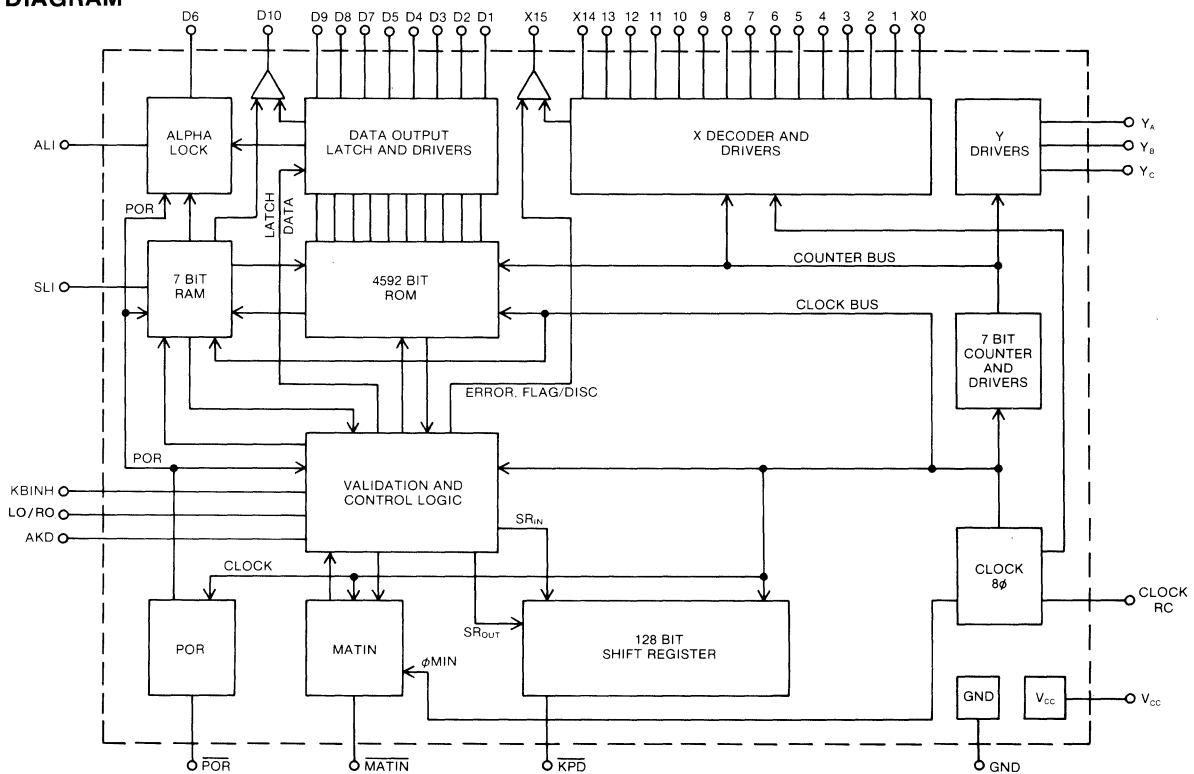 DIAGRAM
D6 D10 D9 D8 D7 D5 D4 D3 D2 D1 X15 X14 13 12 11 10 9 8 7 6 5 4 3 2 1 X0
ALI
ALPHA
LOCK
DATA OUTPUT
LATCH AND DRIVERS
X DECODER AND
DRIVERS
Y
DRIVERS
YA
YB
YC
POR
LATCH
DATA
SLI
7 BIT
RAM
4592 BIT
ROM
COUNTER BUS
CLOCK BUS
7 BIT
COUNTER
AND
DRIVERS
ERROR, FLAG/DISC
POR
KBINH
LO/RO
AKD
VALIDATION AND
CONTROL LOGIC
SRIN
CLOCK
SROUT
CLOCK
8φ
CLOCK
RC
POR
MATIN
φMIN
128 BIT
SHIFT REGISTER
GND
VCC
VCC
POR
MATIN
KPD
GND